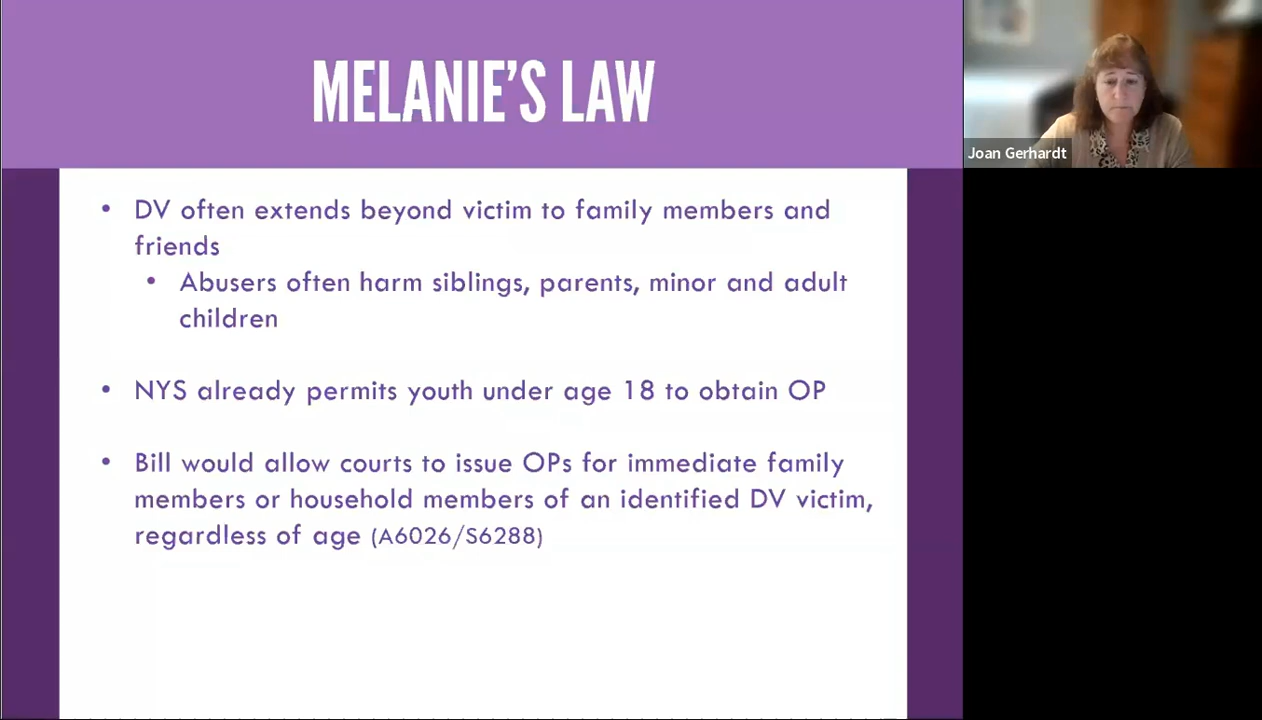 MELANIE'S LAW
Joan Gerhardt
• DV often extends beyond victim to family members and
friends
• Abusers often harm siblings, parents, minor and adult
children
• NYS already permits youth under age 18 to obtain OP
• Bill would allow courts to issue OPs for immediate family
members or household members of an identified DV victim,
regardless of age (A6026/S6288)